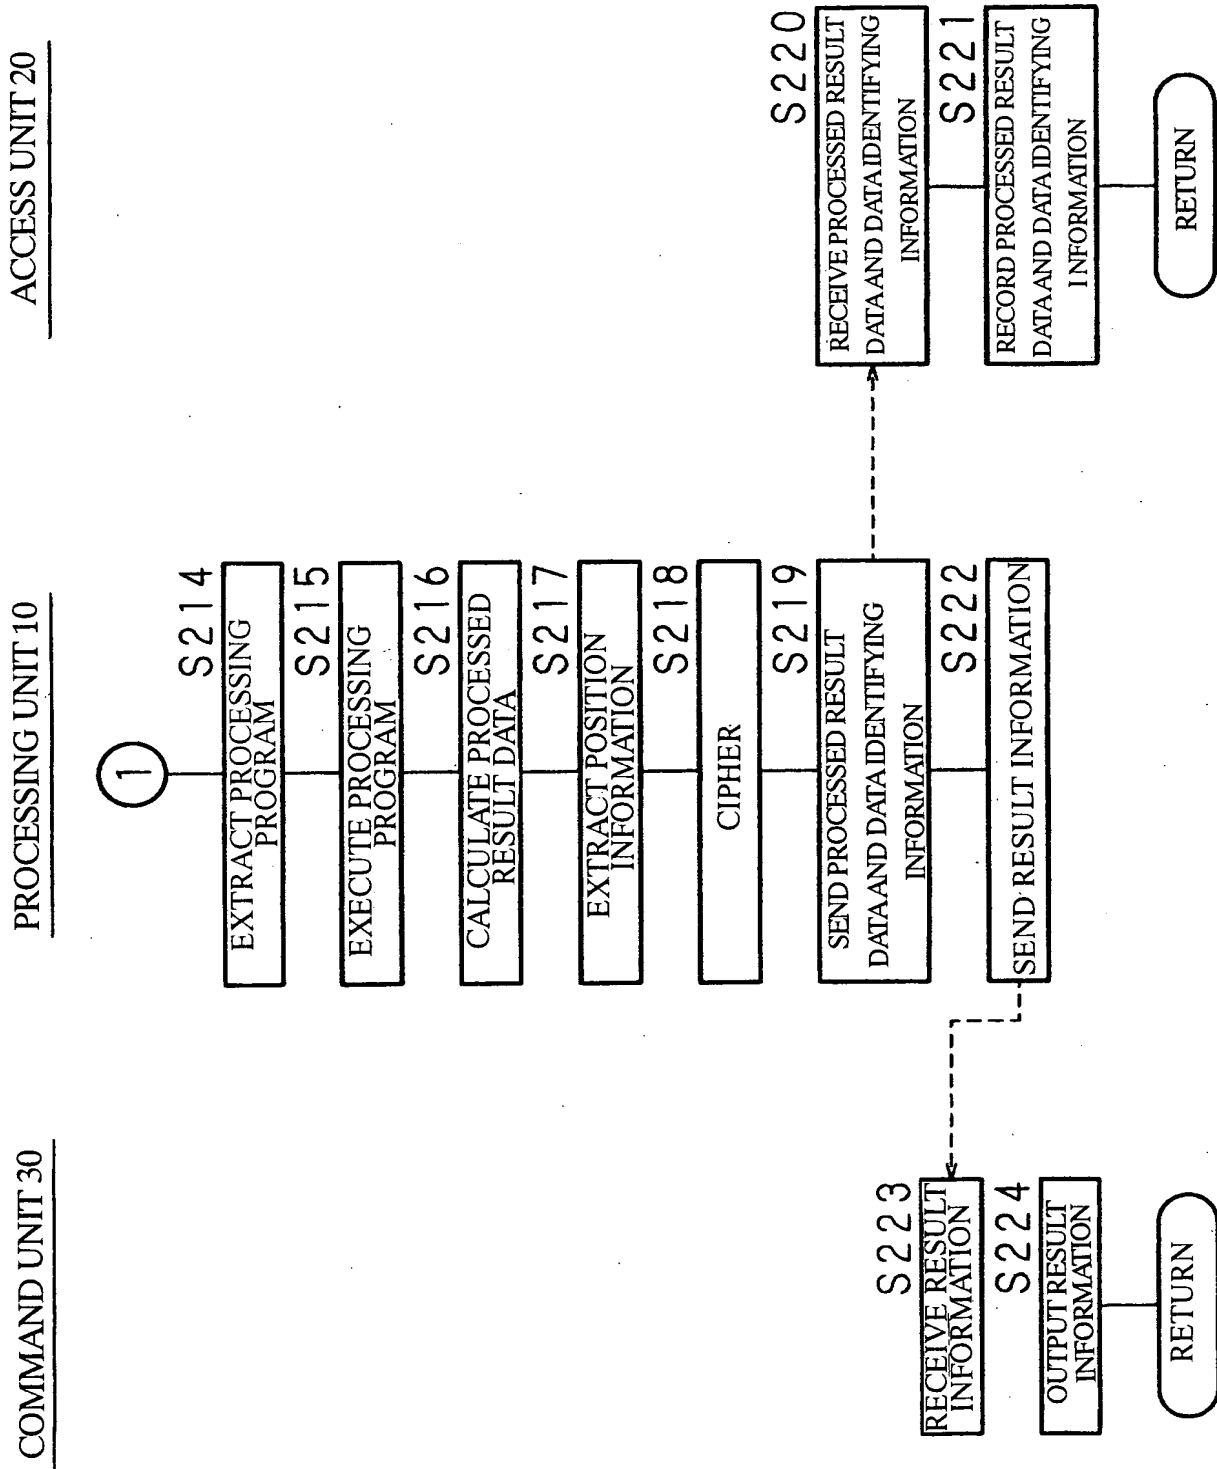 COMMAND UNIT 30
PROCESSING UNIT 10
ACCESS UNIT 20
1
S214
EXTRACT PROCESSING
PROGRAM
S215
EXECUTE PROCESSING
PROGRAM
S216
CALCULATE PROCESSED
RESULT DATA
S217
EXTRACT POSITION
INFORMATION
S218
CIPHER
S219
SEND PROCESSED RESULT
DATA AND DATA IDENTIFYING
INFORMATION
S220
RECEIVE PROCESSED RESULT
DATA AND DATA IDENTIFYING
INFORMATION
S221
RECORD PROCESSED RESULT
DATA AND DATA IDENTIFYING
INFORMATION
RETURN
S222
SEND RESULT INFORMATION
S223
RECEIVE RESULT
INFORMATION
S224
OUTPUT RESULT
INFORMATION
RETURN